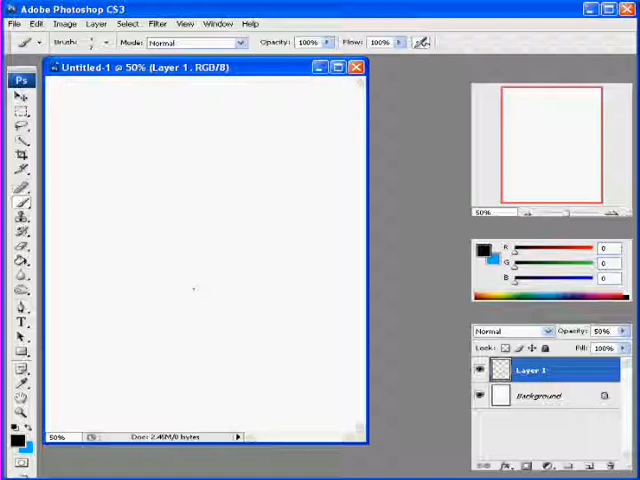 Adobe Photoshop CS3
File Edit Image Layer Select Filter View Window Help
Brush: Mode: Normal Opacity: 100% Flow: 100%
Untitled-1 @ 50% (Layer 1, RGB/8)
Ps
50%
R 0
G 0
B 0
Normal Opacity: 50%
Lock: Fill: 100%
Layer 1
Background
T
50% Doc: 2.46M/0 bytes